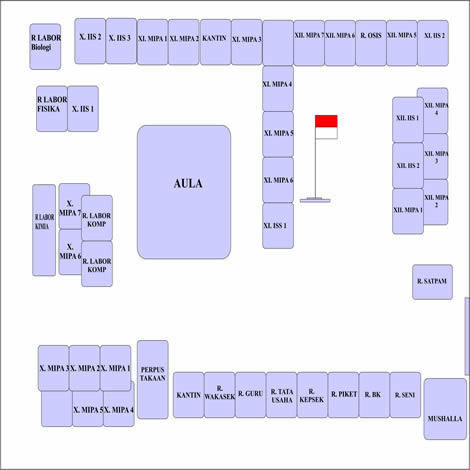 R LABOR
Biologi
X. IIS 2
X. IIS 3
XI. MIPA 1
XI. MIPA 2
KANTIN
XI. MIPA 3
XII. MIPA 7
XII. MIPA 6
R. OSIS
XII. MIPA 5
XII. IIS 2
R LABOR
FISIKA
X. IIS 1
XI. MIPA 4
XI. MIPA 5
XI. MIPA 6
XI. ISS 1
AULA
XII. IIS 1
XII. IIS 2
XII. MIPA 1
XII. MIPA
4
XII. MIPA
3
XII. MIPA
2
R LABOR
KIMIA
X.
MIPA 7
X.
MIPA 6
R. LABOR
KOMP
R. LABOR
KOMP
R. SATPAM
X. MIPA 3
X. MIPA 2
X. MIPA 1
X. MIPA 5
X. MIPA 4
PERPUS
TAKAAN
KANTIN
R.
WAKASEK
R. GURU
R. TATA
USAHA
R.
KEPSEK
R. PIKET
R. BK
R. SENI
MUSHALLA